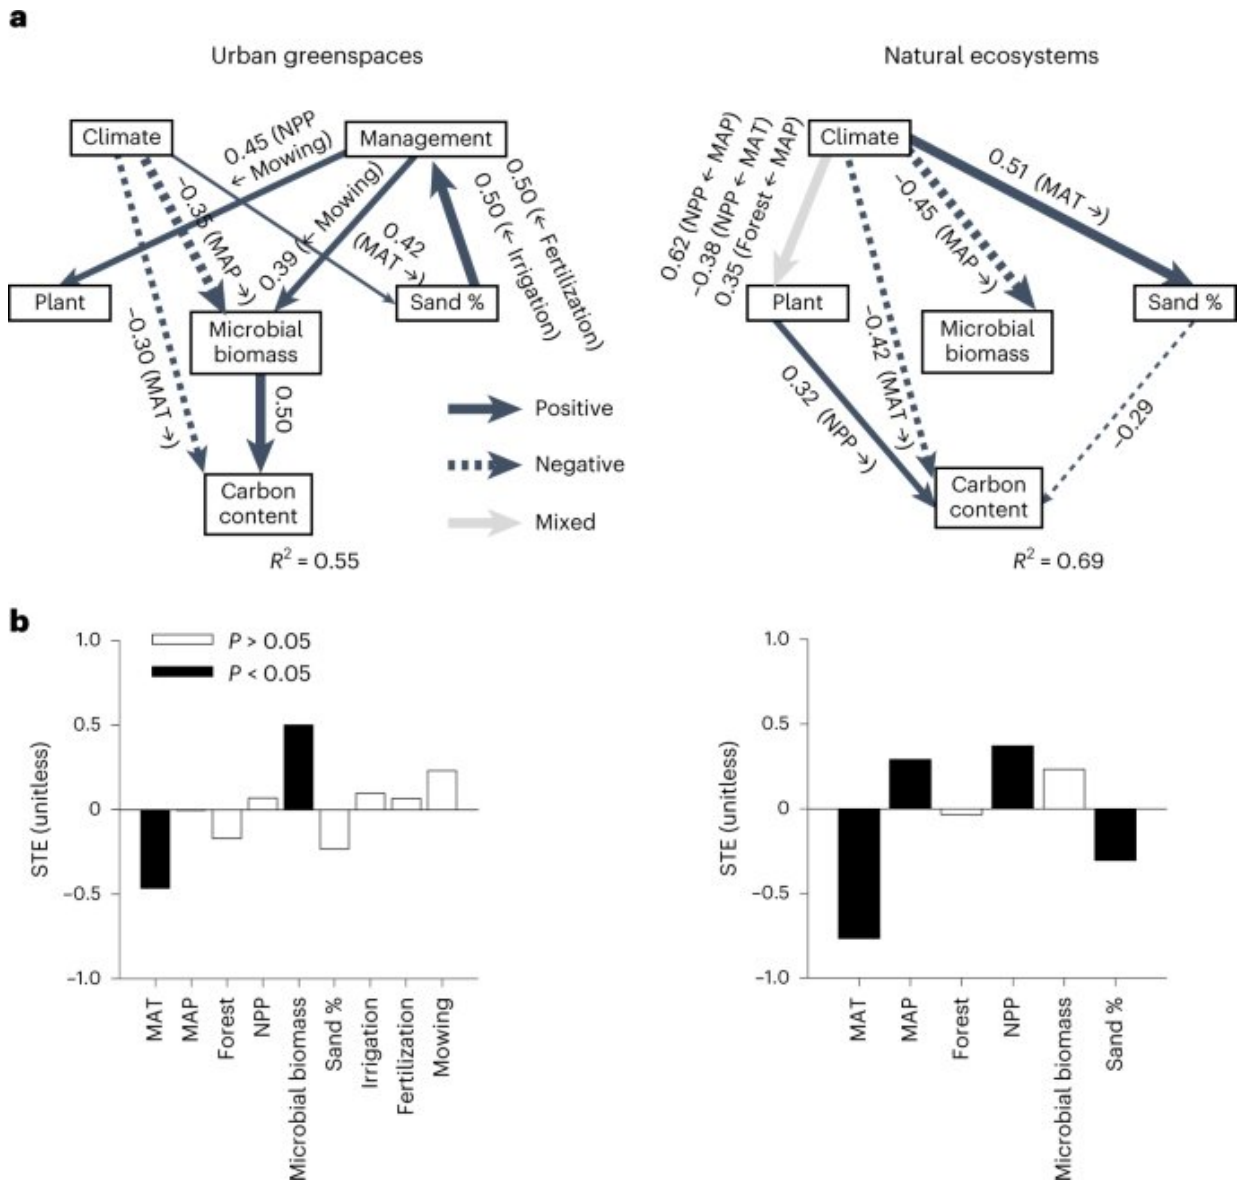 a
Urban greenspaces
Natural ecosystems
Climate
Management
0.45 (NPP
← Mowing)
−0.35 (MAP →)
0.39 (← Mowing)
0.42
(MAT →)
0.50 (← Fertilization)
0.50 (← Irrigation)
Plant
Sand %
Microbial
biomass
−0.30 (MAT →)
0.50
Carbon
content
R² = 0.55
Positive
Negative
Mixed
0.62 (NPP ← MAP)
−0.38 (NPP ← MAT)
0.35 (Forest ← MAP)
Climate
0.51 (MAT →)
−0.45 (MAP →)
Plant
Sand %
Microbial
biomass
−0.42 (MAT →)
0.32 (NPP →)
−0.29
Carbon
content
R² = 0.69
b
P > 0.05
P < 0.05
STE (unitless)
1.0
0.5
0
−0.5
−1.0
MAT
MAP
Forest
NPP
Microbial biomass
Sand %
Irrigation
Fertilization
Mowing
STE (unitless)
1.0
0.5
0
−0.5
−1.0
MAT
MAP
Forest
NPP
Microbial biomass
Sand %